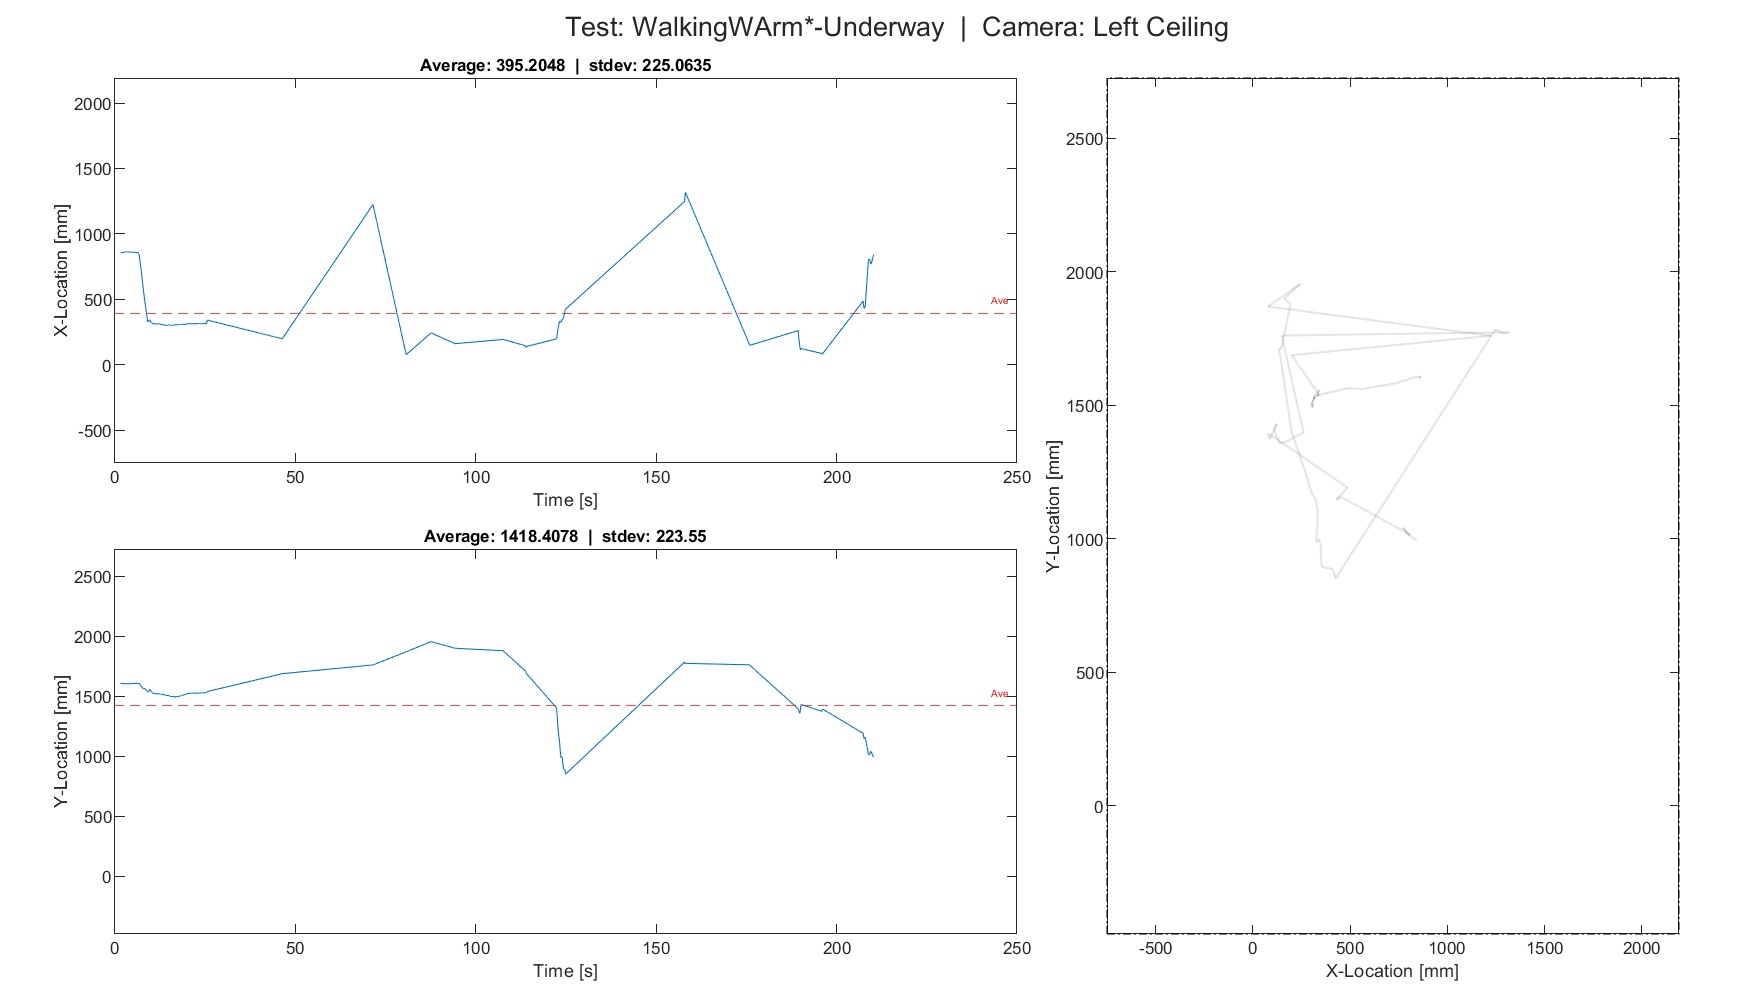 Test: WalkingWArm*-Underway | Camera: Left Ceiling
Average: 395.2048 | stdev: 225.0635
X-Location [mm]
2000
1500
1000
500
0
-500
Ave
0 50 100 150 200 250
Time [s]
Average: 1418.4078 | stdev: 223.55
Y-Location [mm]
2500
2000
1500
1000
500
0
Ave
0 50 100 150 200 250
Time [s]
Y-Location [mm]
2500
2000
1500
1000
500
0
-500 0 500 1000 1500 2000
X-Location [mm]